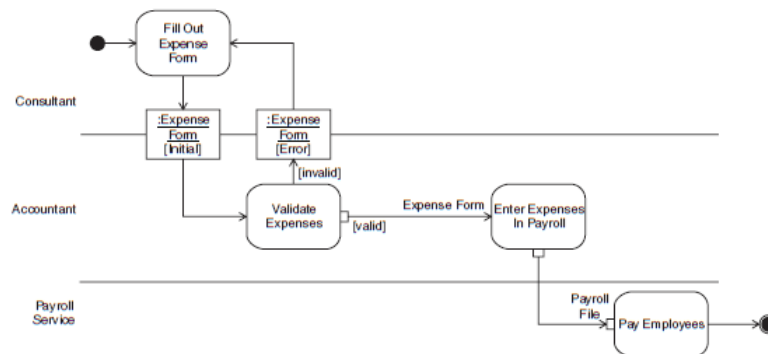 Fill Out
Expense
Form
Consultant
:Expense
Form
[Initial]
:Expense
Form
[Error]
[invalid]
Accountant
Validate
Expenses
[valid]
Expense Form
Enter Expenses
In Payroll
Payroll
Service
Payroll
File
Pay Employees